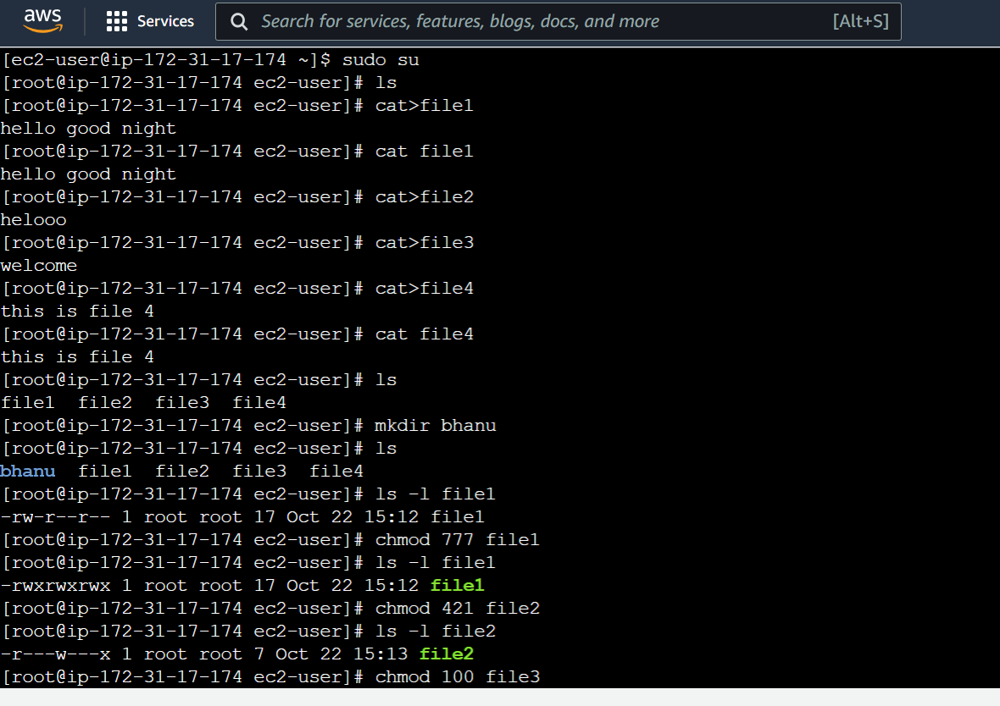 aws Services Search for services, features, blogs, docs, and more [Alt+S]
[ec2-user@ip-172-31-17-174 ~]$ sudo su
[root@ip-172-31-17-174 ec2-user]# ls
[root@ip-172-31-17-174 ec2-user]# cat>file1
hello good night
[root@ip-172-31-17-174 ec2-user]# cat file1
hello good night
[root@ip-172-31-17-174 ec2-user]# cat>file2
helooo
[root@ip-172-31-17-174 ec2-user]# cat>file3
welcome
[root@ip-172-31-17-174 ec2-user]# cat>file4
this is file 4
[root@ip-172-31-17-174 ec2-user]# cat file4
this is file 4
[root@ip-172-31-17-174 ec2-user]# ls
file1  file2  file3  file4
[root@ip-172-31-17-174 ec2-user]# mkdir bhanu
[root@ip-172-31-17-174 ec2-user]# ls
bhanu  file1  file2  file3  file4
[root@ip-172-31-17-174 ec2-user]# ls -l file1
-rw-r--r-- 1 root root 17 Oct 22 15:12 file1
[root@ip-172-31-17-174 ec2-user]# chmod 777 file1
[root@ip-172-31-17-174 ec2-user]# ls -l file1
-rwxrwxrwx 1 root root 17 Oct 22 15:12 file1
[root@ip-172-31-17-174 ec2-user]# chmod 421 file2
[root@ip-172-31-17-174 ec2-user]# ls -l file2
-r---w---x 1 root root 7 Oct 22 15:13 file2
[root@ip-172-31-17-174 ec2-user]# chmod 100 file3